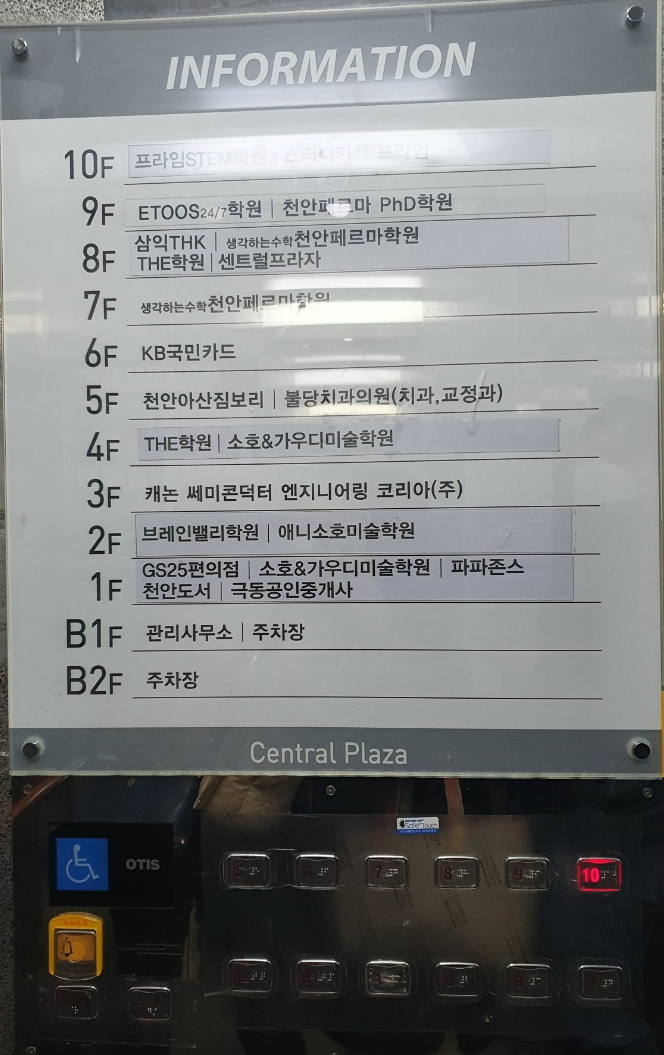 INFORMATION
10F 프라임STEM학원 | 스터디카페 프라임
9F ETOOS24/7학원 | 천안페르마 PhD학원
삼익THK | 생각하는수학천안페르마학원
8F THE학원 | 센트럴프라자
7F 생각하는수학천안페르마학원
6F KB국민카드
5F 천안아산짐보리 | 불당치과의원(치과,교정과)
4F THE학원 | 소호&가우디미술학원
3F 캐논 쎄미콘덕터 엔지니어링 코리아(주)
2F 브레인밸리학원 | 애니소호미술학원
GS25편의점 | 소호&가우디미술학원 | 파파존스
1F 천안도서 | 극동공인중개사
B1F 관리사무소 | 주차장
B2F 주차장
Central Plaza
Safe Touch
OTIS
5 6 7 8 9 10